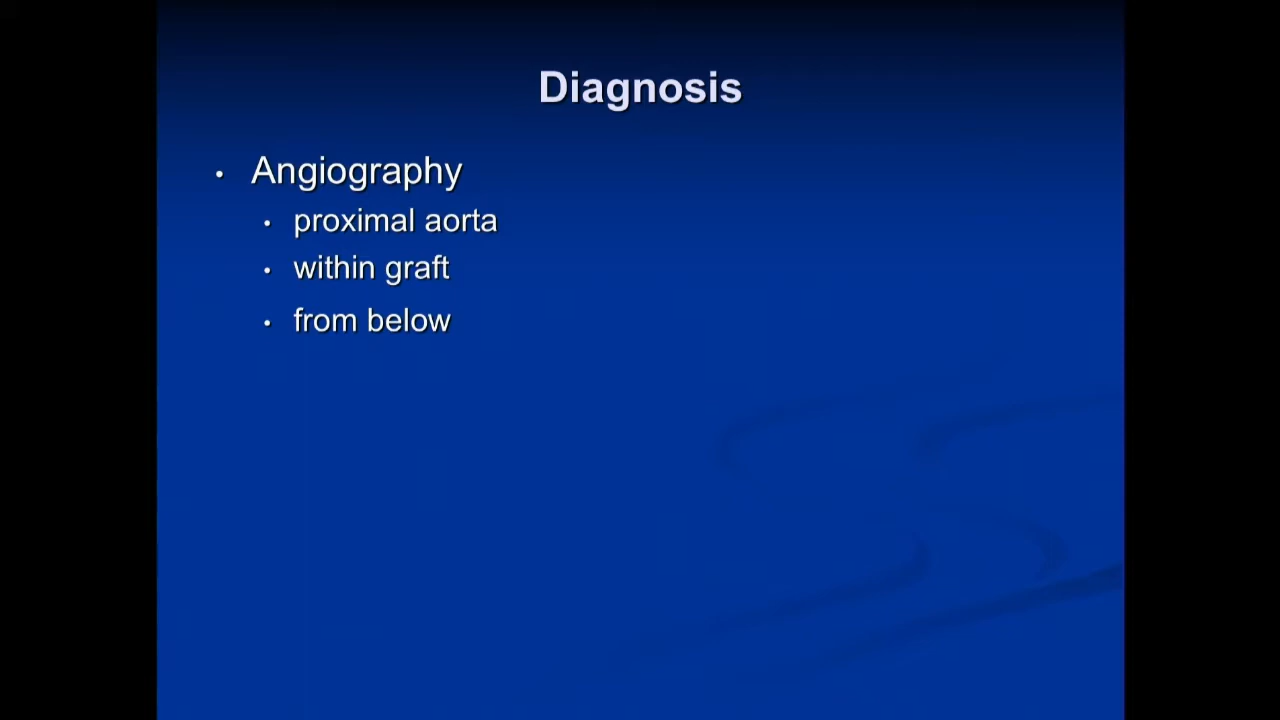 Diagnosis
• Angiography
• proximal aorta
• within graft
• from below